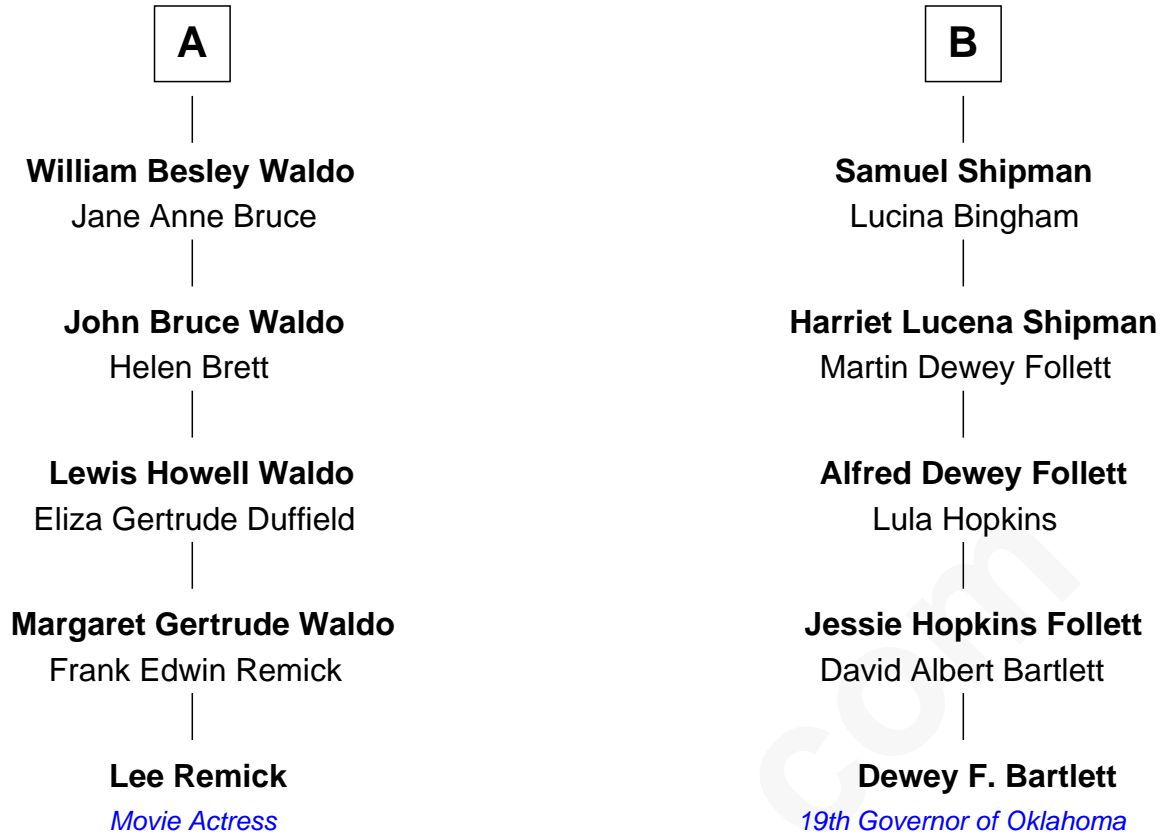 A
William Besley Waldo
Jane Anne Bruce
John Bruce Waldo
Helen Brett
Lewis Howell Waldo
Eliza Gertrude Duffield
Margaret Gertrude Waldo
Frank Edwin Remick
Lee Remick
Movie Actress
B
Samuel Shipman
Lucina Bingham
Harriet Lucena Shipman
Martin Dewey Follett
Alfred Dewey Follett
Lula Hopkins
Jessie Hopkins Follett
David Albert Bartlett
Dewey F. Bartlett
19th Governor of Oklahoma
com